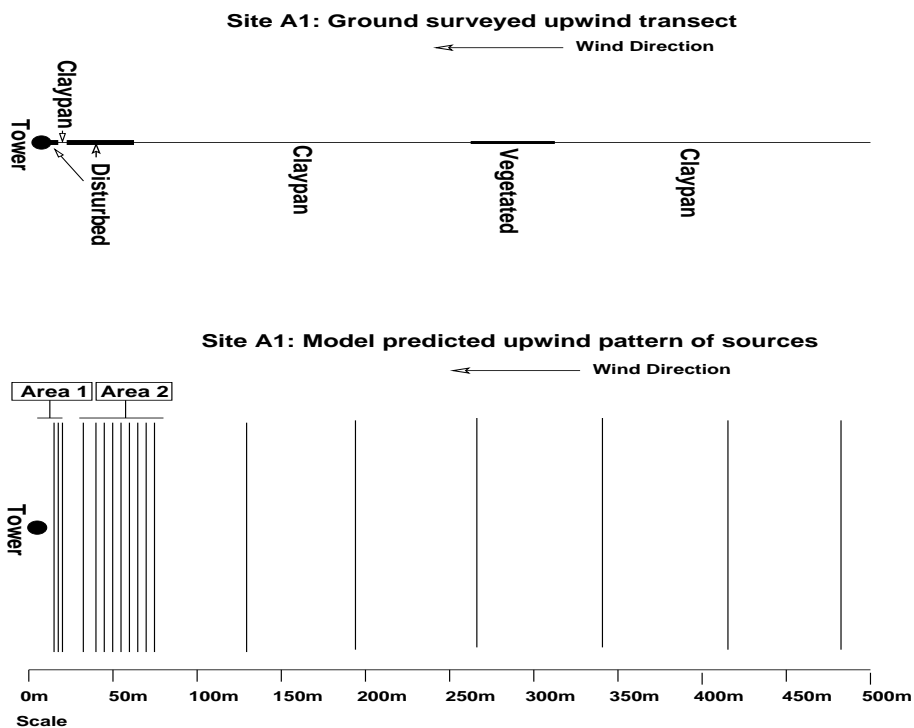 Site A1: Ground surveyed upwind transect
Wind Direction
Tower
Claypan
Disturbed
Claypan
Vegetated
Claypan
Site A1: Model predicted upwind pattern of sources
Wind Direction
Area 1
Area 2
Tower
0m 50m 100m 150m 200m 250m 300m 350m 400m 450m 500m
Scale